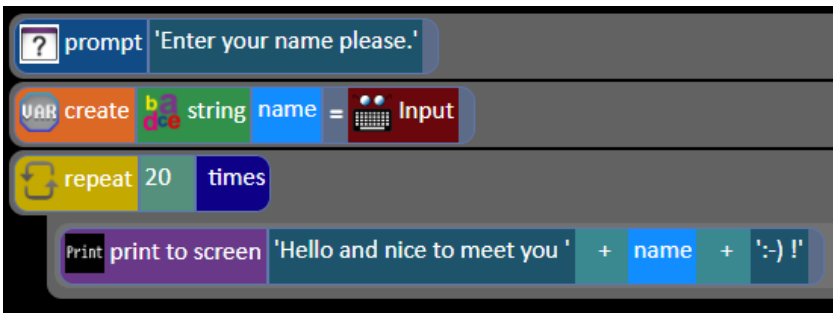 ? prompt 'Enter your name please.'
VAR create badce string name = Input
repeat 20 times
Print print to screen 'Hello and nice to meet you ' + name + ':-) !'